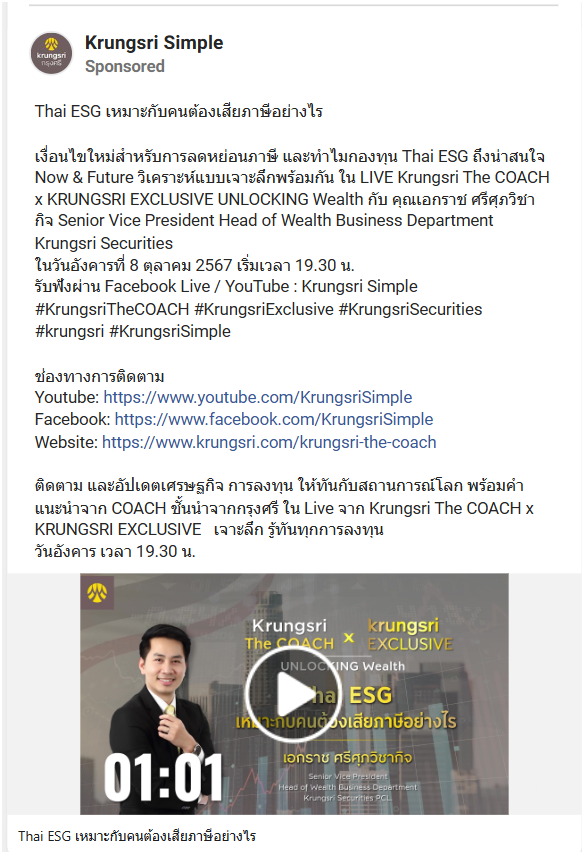 Krungsri Simple
Sponsored
krungsri
กรุงศรี
Thai ESG เหมาะกับคนต้องเสียภาษีอย่างไร
เงื่อนไขใหม่สำหรับการลดหย่อนภาษี และทำไมกองทุน Thai ESG ถึงน่าสนใจ
Now & Future วิเคราะห์แบบเจาะลึกพร้อมกัน ใน LIVE Krungsri The COACH
x KRUNGSRI EXCLUSIVE UNLOCKING Wealth กับ คุณเอกราช ศรีศุภวิชา
กิจ Senior Vice President Head of Wealth Business Department
Krungsri Securities
ในวันอังคารที่ 8 ตุลาคม 2567 เริ่มเวลา 19.30 น.
รับฟังผ่าน Facebook Live / YouTube : Krungsri Simple
#KrungsriTheCOACH #KrungsriExclusive #KrungsriSecurities
#krungsri #KrungsriSimple
ช่องทางการติดตาม
Youtube: https://www.youtube.com/KrungsriSimple
Facebook: https://www.facebook.com/KrungsriSimple
Website: https://www.krungsri.com/krungsri-the-coach
ติดตาม และอัปเดตเศรษฐกิจ การลงทุน ให้ทันกับสถานการณ์โลก พร้อมคำ
แนะนำจาก COACH ชั้นนำจากกรุงศรี ใน Live จาก Krungsri The COACH x
KRUNGSRI EXCLUSIVE เจาะลึก รู้ทันทุกการลงทุน
วันอังคาร เวลา 19.30 น.
Krungsri The COACH x krungsri EXCLUSIVE
UNLOCKING Wealth
Thai ESG
เหมาะกับคนต้องเสียภาษีอย่างไร
เอกราช ศรีศุภวิชากิจ
Senior Vice President
Head of Wealth Business Department
Krungsri Securities PCL.
01:01
Thai ESG เหมาะกับคนต้องเสียภาษีอย่างไร